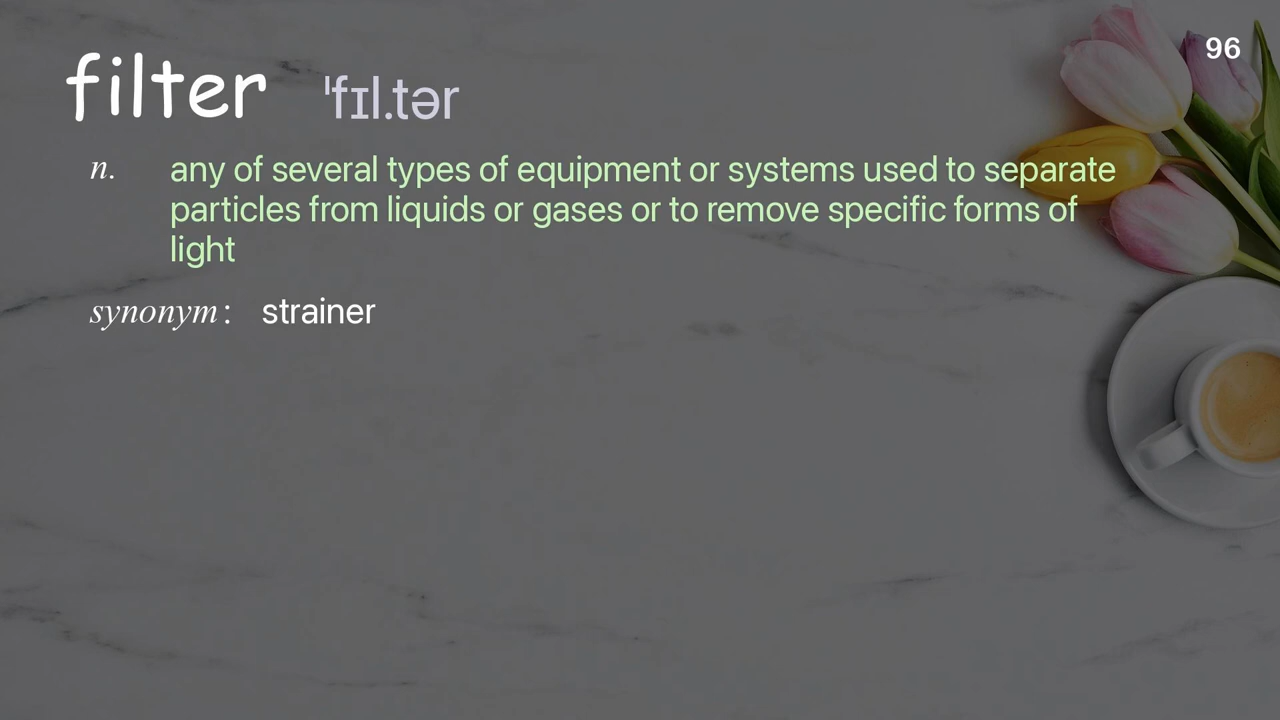 96
filter ˈfɪl.tər
n. any of several types of equipment or systems used to separate
particles from liquids or gases or to remove specific forms of
light
synonym: strainer